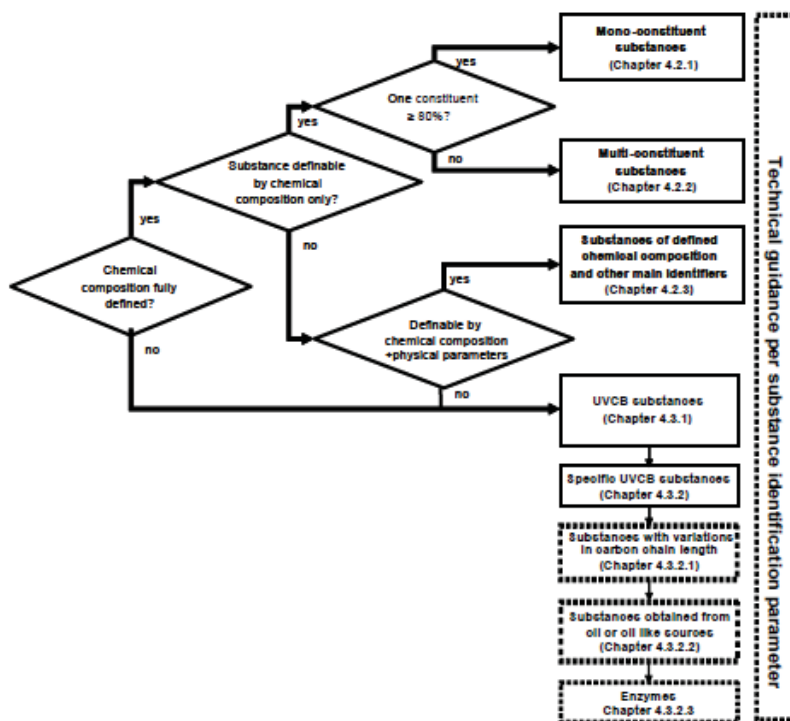 Mono-constituent
substances
(Chapter 4.2.1)
yes
One constituent
≥ 80%?
yes
no
Multi-constituent
substances
(Chapter 4.2.2)
Substance definable
by chemical
composition only?
yes
no
Substances of defined
chemical composition
and other main identifiers
(Chapter 4.2.3)
Chemical
composition fully
defined?
yes
Definable by
chemical composition
+physical parameters
no
no
UVCB substances
(Chapter 4.3.1)
Specific UVCB substances
(Chapter 4.3.2)
Substances with variations
in carbon chain length
(Chapter 4.3.2.1)
Substances obtained from
oil or oil like sources
(Chapter 4.3.2.2)
Enzymes
Chapter 4.3.2.3
Technical guidance per substance identification parameter